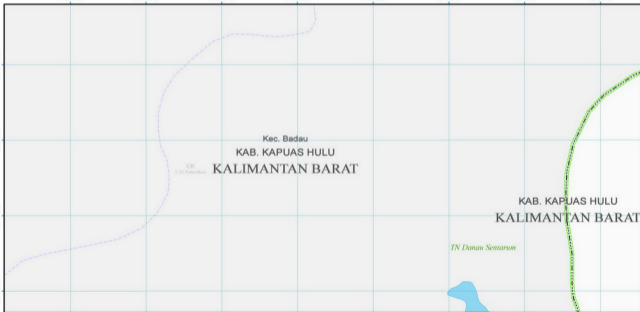 Kec. Badau
KAB. KAPUAS HULU
KALIMANTAN BARAT
KAB. KAPUAS HULU
KALIMANTAN BARAT
TN Danau Sentarum